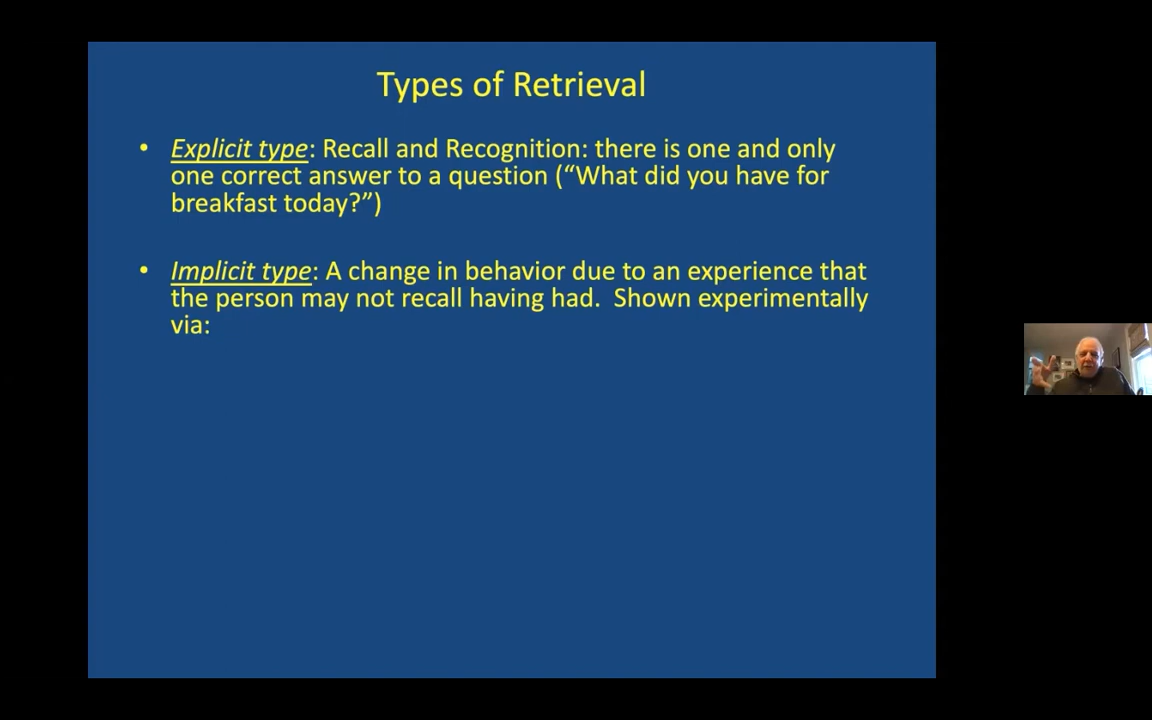 Types of Retrieval
• Explicit type: Recall and Recognition: there is one and only
one correct answer to a question (“What did you have for
breakfast today?”)
• Implicit type: A change in behavior due to an experience that
the person may not recall having had.  Shown experimentally
via: